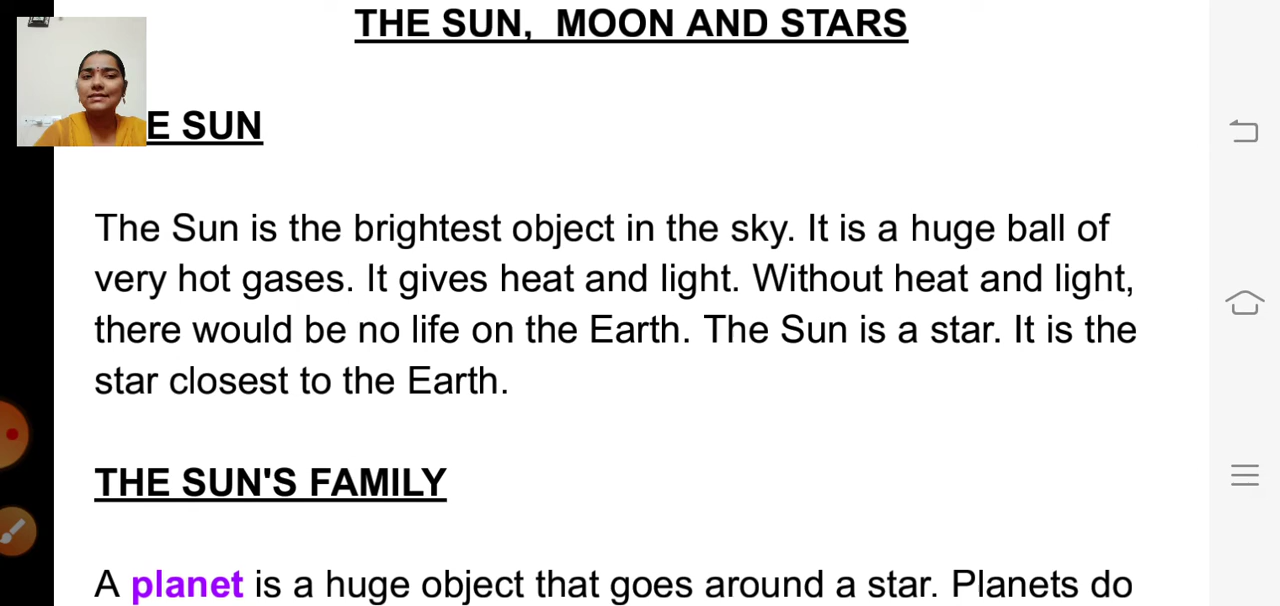 THE SUN, MOON AND STARS
E SUN
The Sun is the brightest object in the sky. It is a huge ball of
very hot gases. It gives heat and light. Without heat and light,
there would be no life on the Earth. The Sun is a star. It is the
star closest to the Earth.
THE SUN'S FAMILY
A planet is a huge object that goes around a star. Planets do